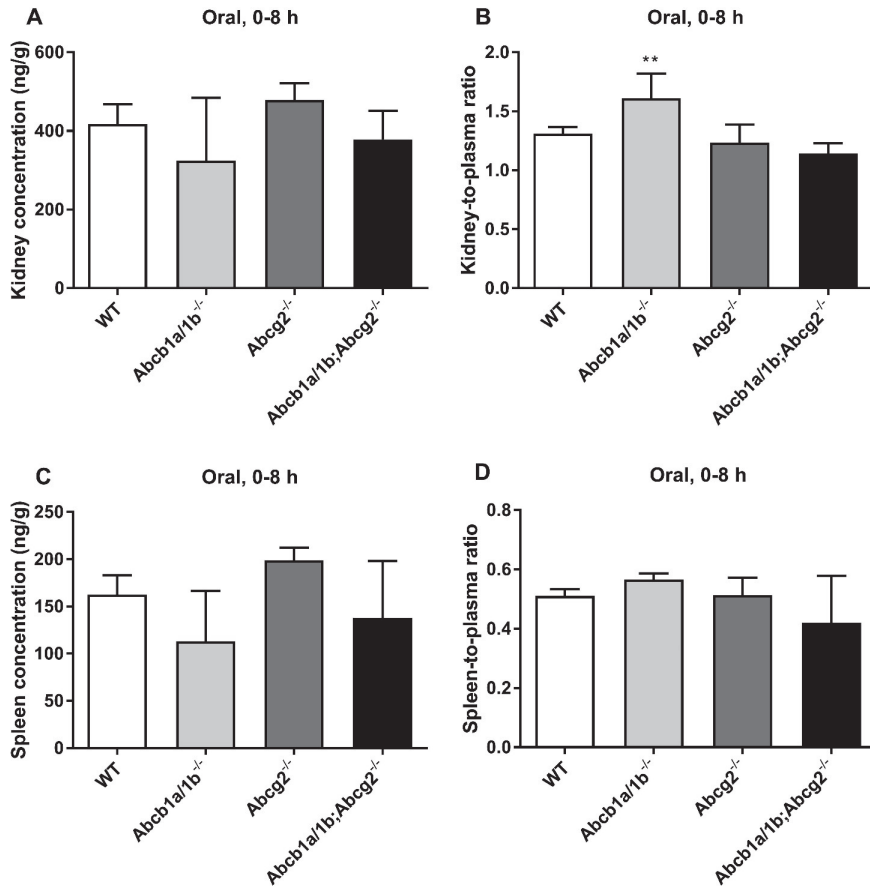 A
Oral, 0-8 h
Kidney concentration (ng/g)
600
400
200
0
WT
Abcb1a/1b-/-
Abcg2-/-
Abcb1a/1b;Abcg2-/-
B
Oral, 0-8 h
Kidney-to-plasma ratio
2.0
1.5
1.0
0.5
0.0
**
WT
Abcb1a/1b-/-
Abcg2-/-
Abcb1a/1b;Abcg2-/-
C
Oral, 0-8 h
Spleen concentration (ng/g)
250
200
150
100
50
0
WT
Abcb1a/1b-/-
Abcg2-/-
Abcb1a/1b;Abcg2-/-
D
Oral, 0-8 h
Spleen-to-plasma ratio
0.8
0.6
0.4
0.2
0.0
WT
Abcb1a/1b-/-
Abcg2-/-
Abcb1a/1b;Abcg2-/-